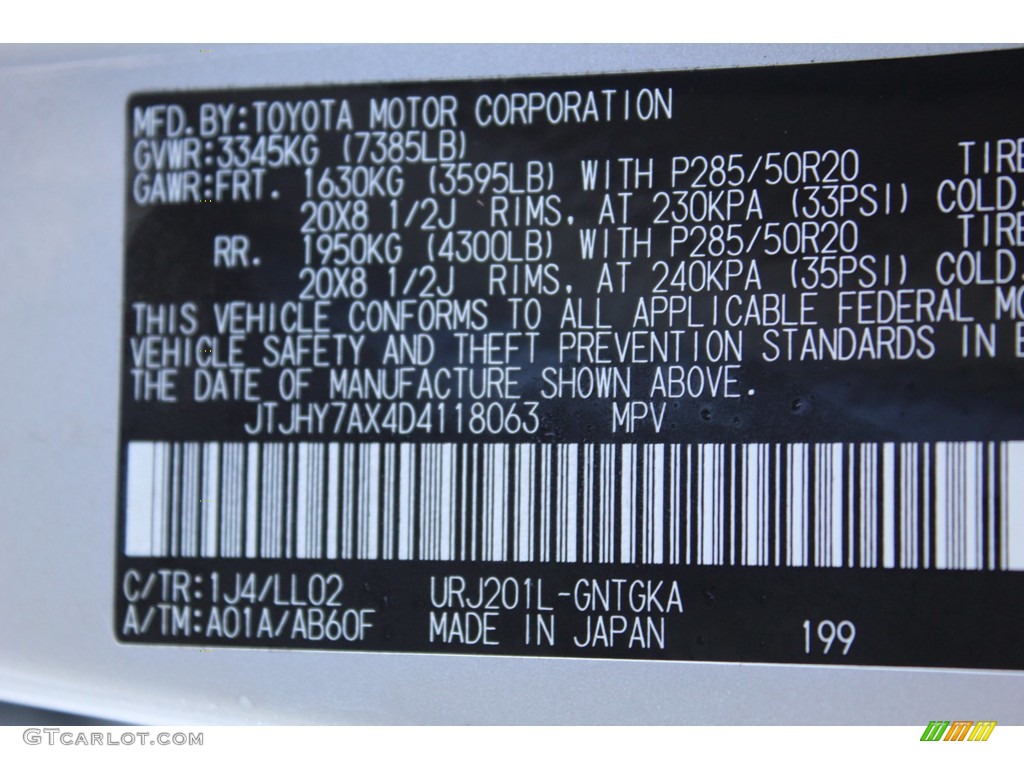 MFD.BY:TOYOTA MOTOR CORPORATION
GVWR:3345KG (7385LB)
GAWR:FRT. 1630KG (3595LB) WITH P285/50R20 TIRE
20X8 1/2J RIMS, AT 230KPA (33PSI) COLD.
RR. 1950KG (4300LB) WITH P285/50R20 TIRE
20X8 1/2J RIMS, AT 240KPA (35PSI) COLD.
THIS VEHICLE CONFORMS TO ALL APPLICABLE FEDERAL MO
VEHICLE SAFETY AND THEFT PREVENTION STANDARDS IN E
THE DATE OF MANUFACTURE SHOWN ABOVE.
JTJHY7AX4D4118063 MPV
C/TR:1J4/LL02 URJ201L-GNTGKA
A/TM:A01A/AB60F MADE IN JAPAN 199
GTCARLOT.COM